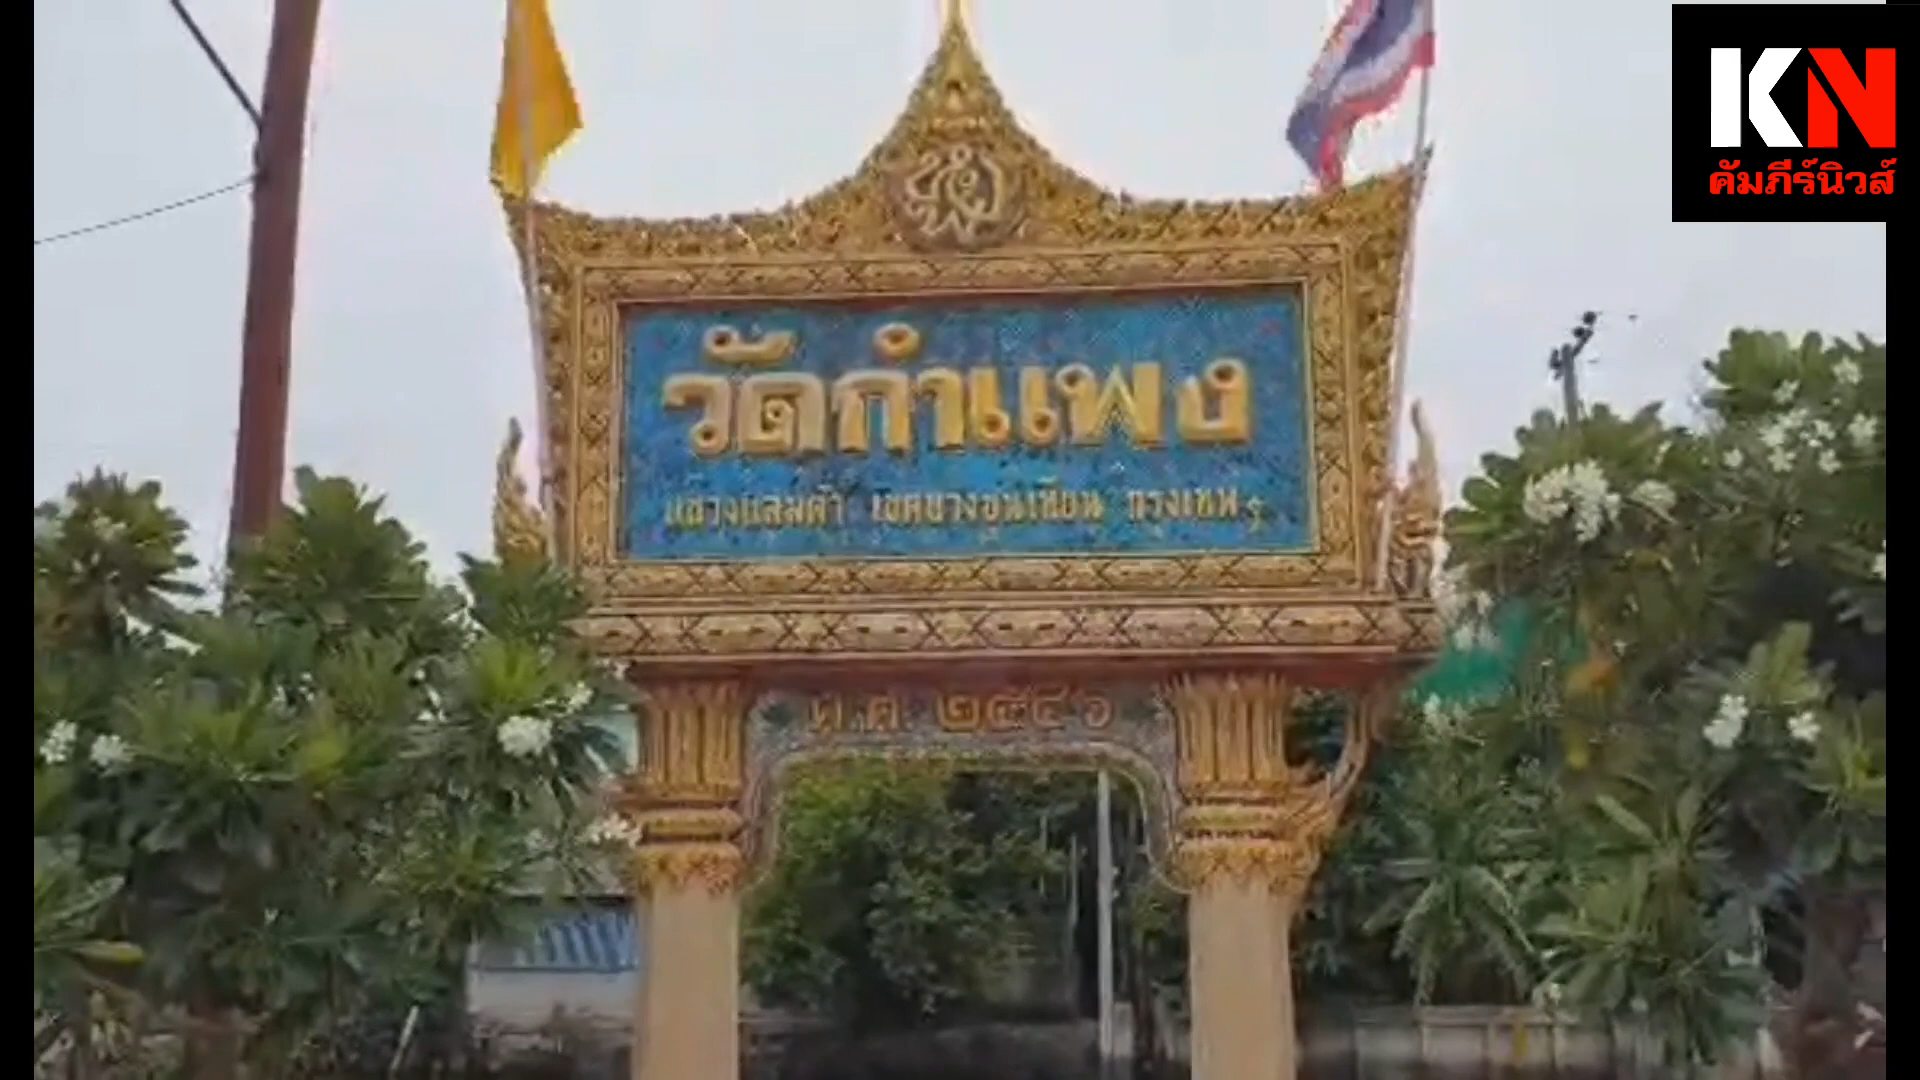 KN
คัมภีร์นิวส์
วัดกำแพง
แขวงแสมดำ เขตบางขุนเทียน กรุงเทพฯ
พ.ศ. ๒๕๔๖